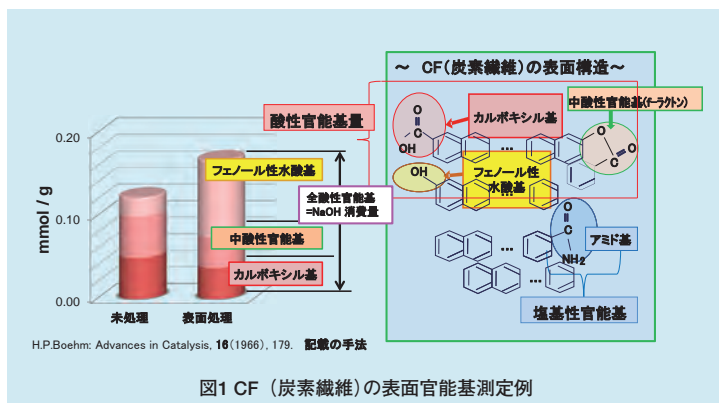 ～ CF(炭素繊維)の表面構造～
酸性官能基量
カルボキシル基
中酸性官能基(f-ラクトン)
O
C
OH
...
O
C
O
OH
フェノール性
水酸基
...
O
C
NH2
アミド基
...
...
塩基性官能基
mmol / g
0.20
0.10
0.00
フェノール性水酸基
全酸性官能基
=NaOH 消費量
中酸性官能基
カルボキシル基
未処理
表面処理
H.P.Boehm: Advances in Catalysis, 16(1966), 179. 記載の手法
図1 CF（炭素繊維）の表面官能基測定例